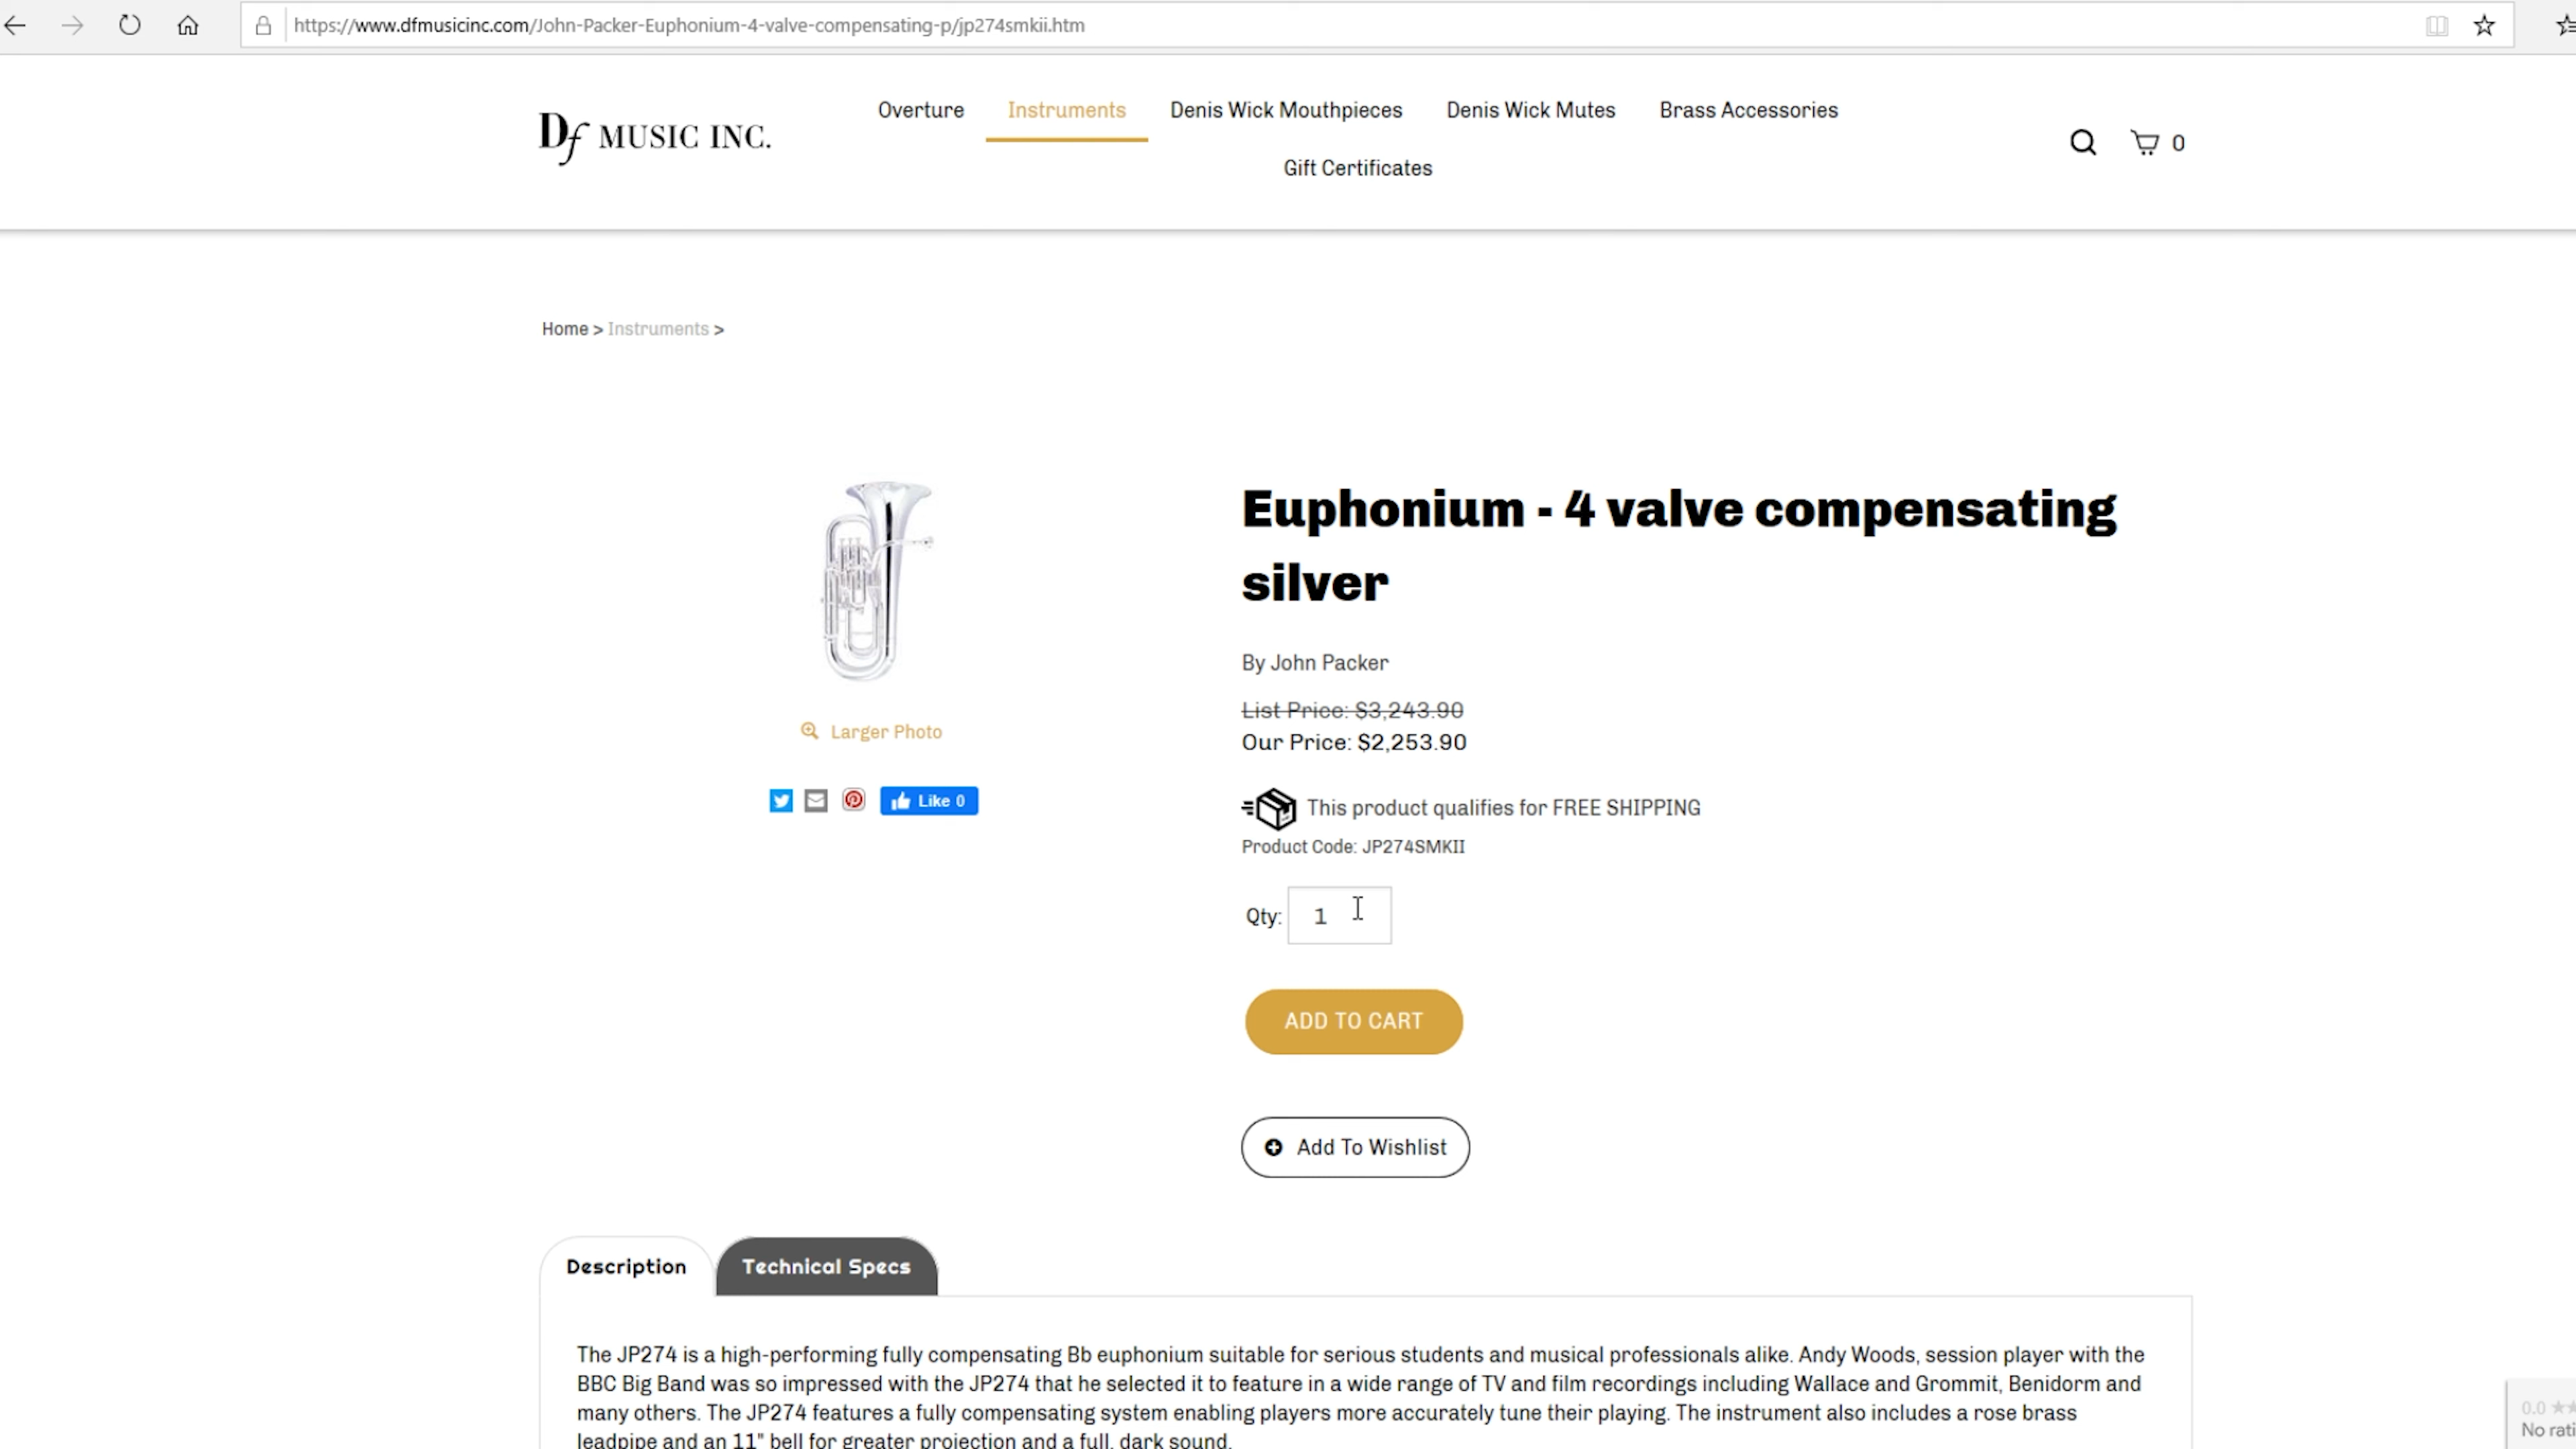 https://www.dfmusicinc.com/John-Packer-Euphonium-4-valve-compensating-p/jp274smkii.htm
Df MUSIC INC.
Overture Instruments Denis Wick Mouthpieces Denis Wick Mutes Brass Accessories
Gift Certificates
0
Home > Instruments >
Euphonium - 4 valve compensating
silver
By John Packer
List Price: $3,243.90
Our Price: $2,253.90
Larger Photo
Like 0
This product qualifies for FREE SHIPPING
Product Code: JP274SMKII
Qty: 1
ADD TO CART
Add To Wishlist
Description Technical Specs
The JP274 is a high-performing fully compensating Bb euphonium suitable for serious students and musical professionals alike. Andy Woods, session player with the
BBC Big Band was so impressed with the JP274 that he selected it to feature in a wide range of TV and film recordings including Wallace and Grommit, Benidorm and
many others. The JP274 features a fully compensating system enabling players more accurately tune their playing. The instrument also includes a rose brass
leadpipe and an 11" bell for greater projection and a full, dark sound.
0.0
No